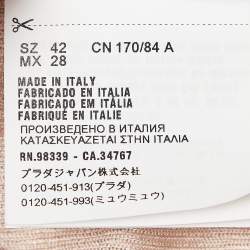 SZ 42 CN 170/84 A
MX 28
MADE IN ITALY
FABRICADO EN ITALIA
FABRICADO EM ITÁLIA
FABRIQUÉ EN ITALIE
ПРОИЗВЕДЕНО В ИТАЛИЯ
ΚΑΤΑΣΚΕΥΑΖΕΤΑΙ ΣΤΗΝ ΙΤΑΛΙΑ
RN.98339 - CA.34767
プラダジャパン株式会社
0120-451-913(プラダ)
0120-451-993(ミュウミュウ)